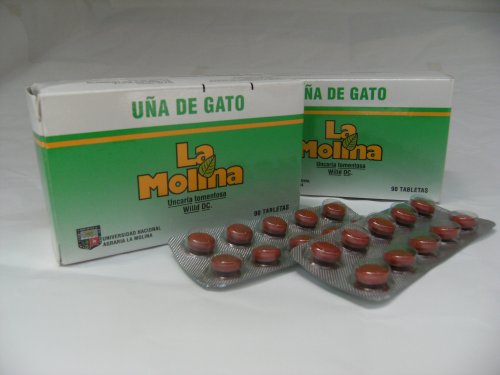 UÑA DE GATO
La
Molina
Uncaria tomentosa
Willd DC.
90 TABLETAS
UNIVERSIDAD NACIONAL
AGRARIA LA MOLINA
UÑA DE GATO
La
Molina
Uncaria tomentosa
Willd DC.
90 TABLETAS